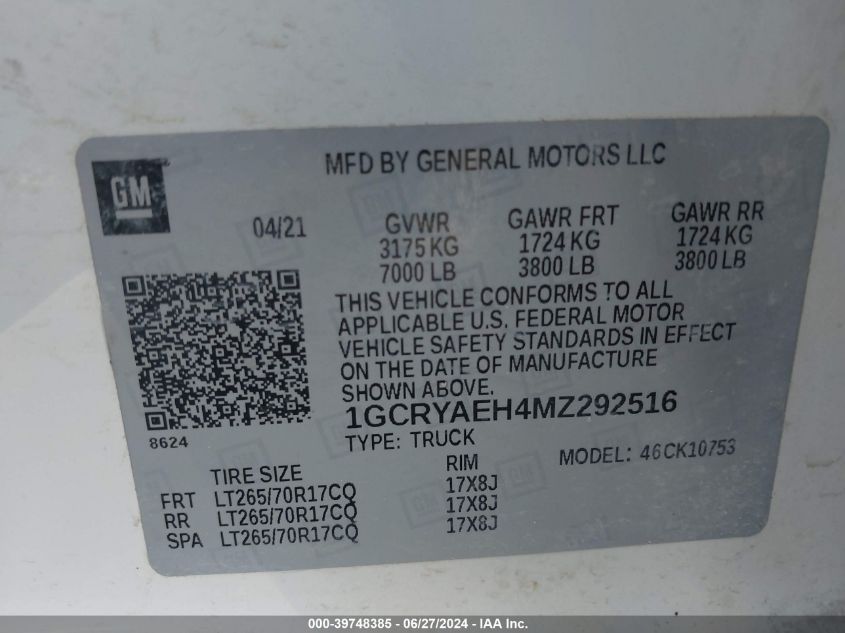 GM
MFD BY GENERAL MOTORS LLC
04/21 GVWR GAWR FRT GAWR RR
3175 KG 1724 KG 1724 KG
7000 LB 3800 LB 3800 LB
THIS VEHICLE CONFORMS TO ALL
APPLICABLE U.S. FEDERAL MOTOR
VEHICLE SAFETY STANDARDS IN EFFECT
ON THE DATE OF MANUFACTURE
SHOWN ABOVE.
1GCRYAEH4MZ292516
8624
TYPE: TRUCK
MODEL: 46CK10753
TIRE SIZE RIM
FRT LT265/70R17CQ 17X8J
RR LT265/70R17CQ 17X8J
SPA LT265/70R17CQ 17X8J
000-39748385 - 06/27/2024 - IAA Inc.